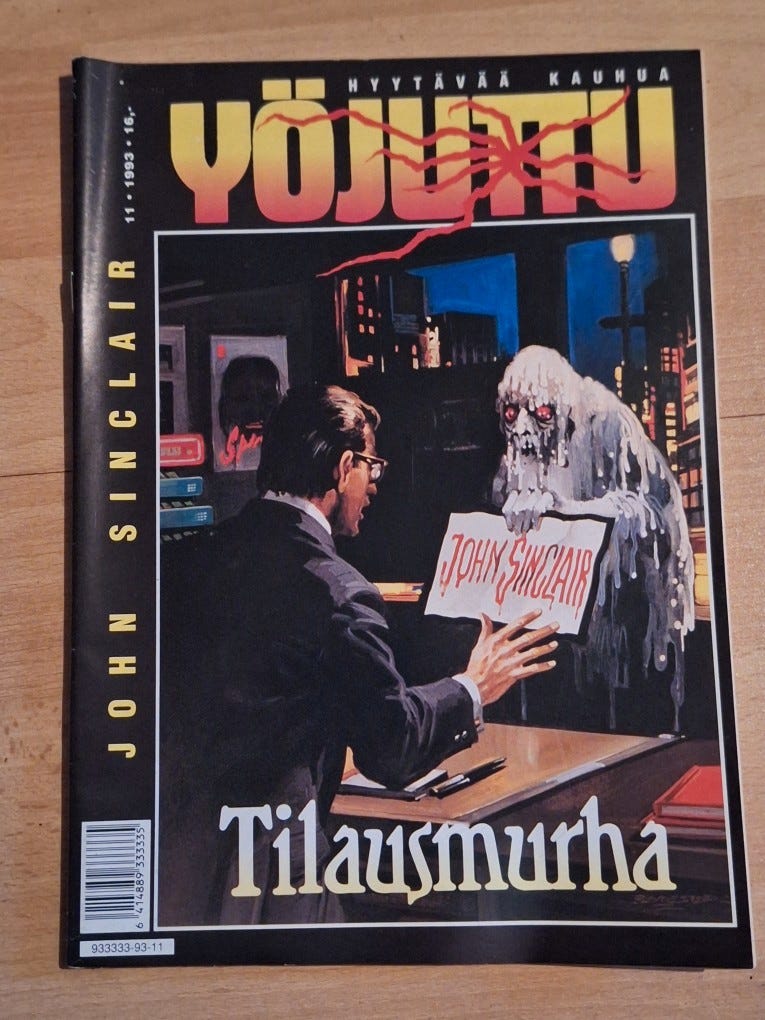 HYYTÄVÄÄ KAUHUA
YÖJUTTU
11 • 1993 • 16,-
JOHN SINCLAIR
JOHN SINCLAIR
Tilausmurha
6 414889 333335
933333-93-11